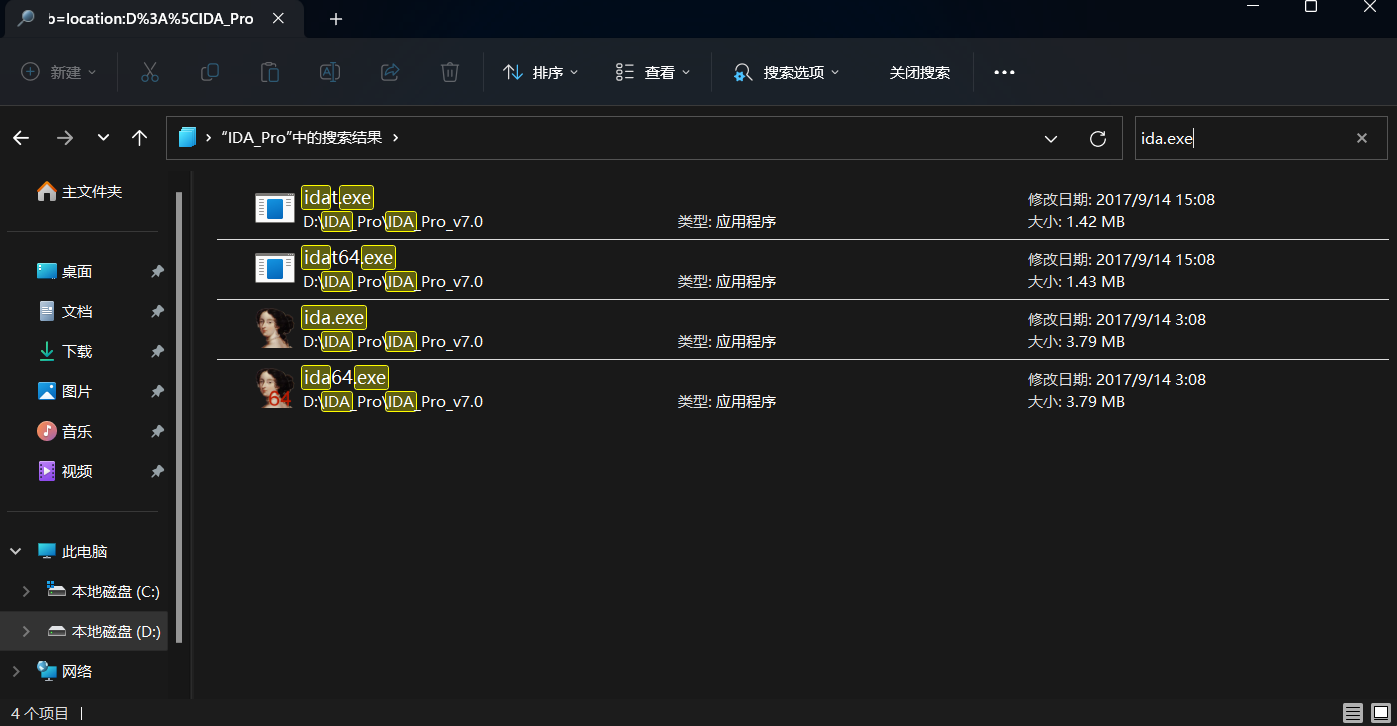 b=location:D%3A%5CIDA_Pro
新建
排序
查看
搜索选项
关闭搜索
“IDA_Pro”中的搜索结果
ida.exe
主文件夹
桌面
文档
下载
图片
音乐
视频
此电脑
本地磁盘 (C:)
本地磁盘 (D:)
网络
idat.exe
D:\IDA_Pro\IDA_Pro_v7.0
类型: 应用程序
修改日期: 2017/9/14 15:08
大小: 1.42 MB
idat64.exe
D:\IDA_Pro\IDA_Pro_v7.0
类型: 应用程序
修改日期: 2017/9/14 15:08
大小: 1.43 MB
ida.exe
D:\IDA_Pro\IDA_Pro_v7.0
类型: 应用程序
修改日期: 2017/9/14 3:08
大小: 3.79 MB
64
ida64.exe
D:\IDA_Pro\IDA_Pro_v7.0
类型: 应用程序
修改日期: 2017/9/14 3:08
大小: 3.79 MB
4 个项目